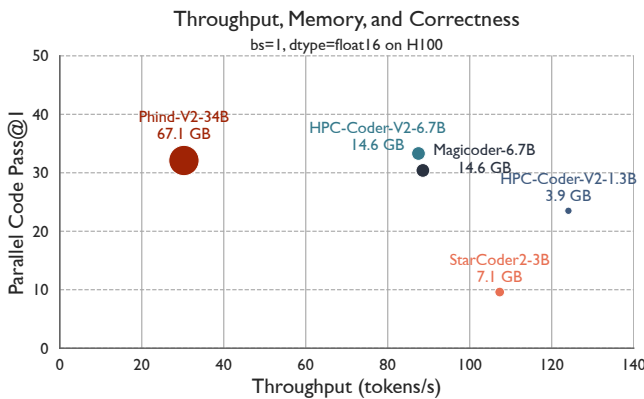 Throughput, Memory, and Correctness
bs=1, dtype=float16 on H100
Parallel Code Pass@1
50
40
30
20
10
0
Phind-V2-34B
67.1 GB
HPC-Coder-V2-6.7B
14.6 GB
Magicoder-6.7B
14.6 GB
HPC-Coder-V2-1.3B
3.9 GB
StarCoder2-3B
7.1 GB
0 20 40 60 80 100 120 140
Throughput (tokens/s)